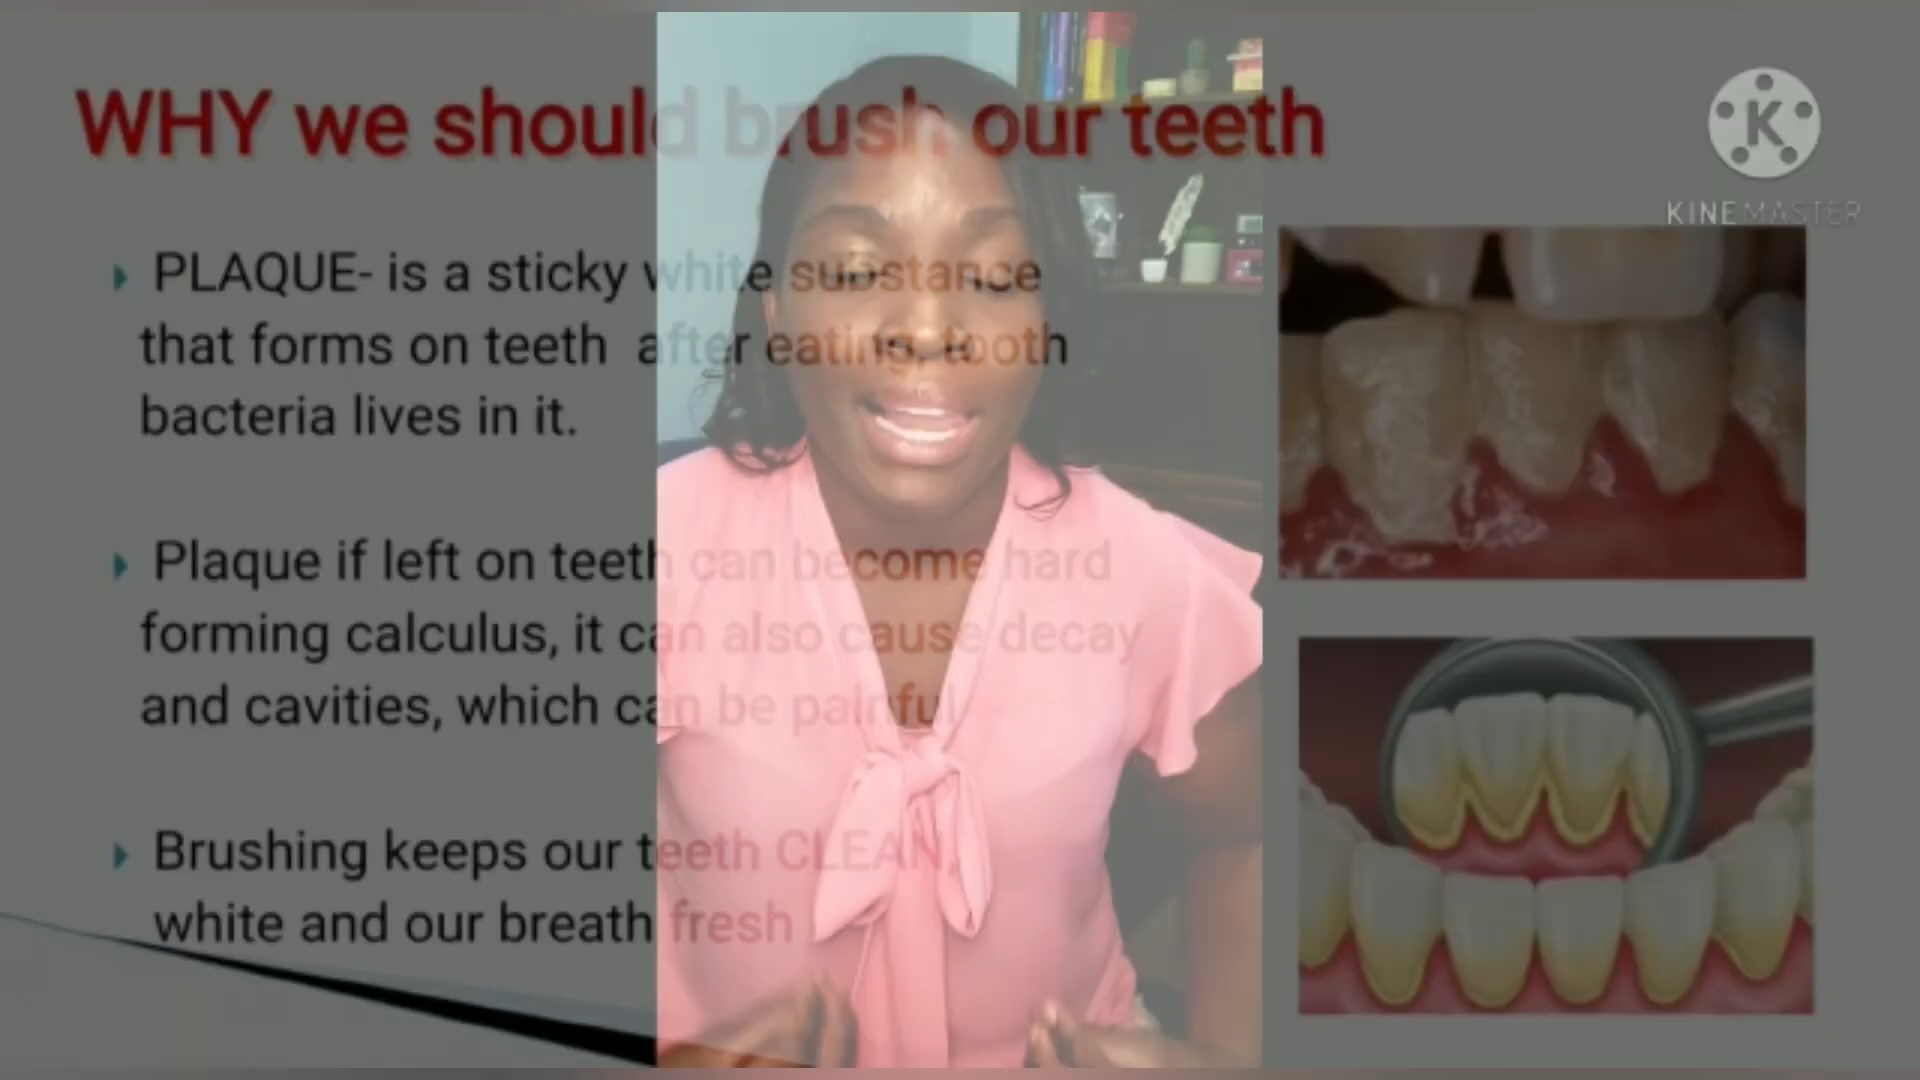 WHY we should brush our teeth
K
KINEMASTER
PLAQUE- is a sticky white substance
that forms on teeth after eating, tooth
bacteria lives in it.
Plaque if left on teeth can become hard
forming calculus, it can also cause decay
and cavities, which can be painful
Brushing keeps our teeth CLEAN,
white and our breath fresh